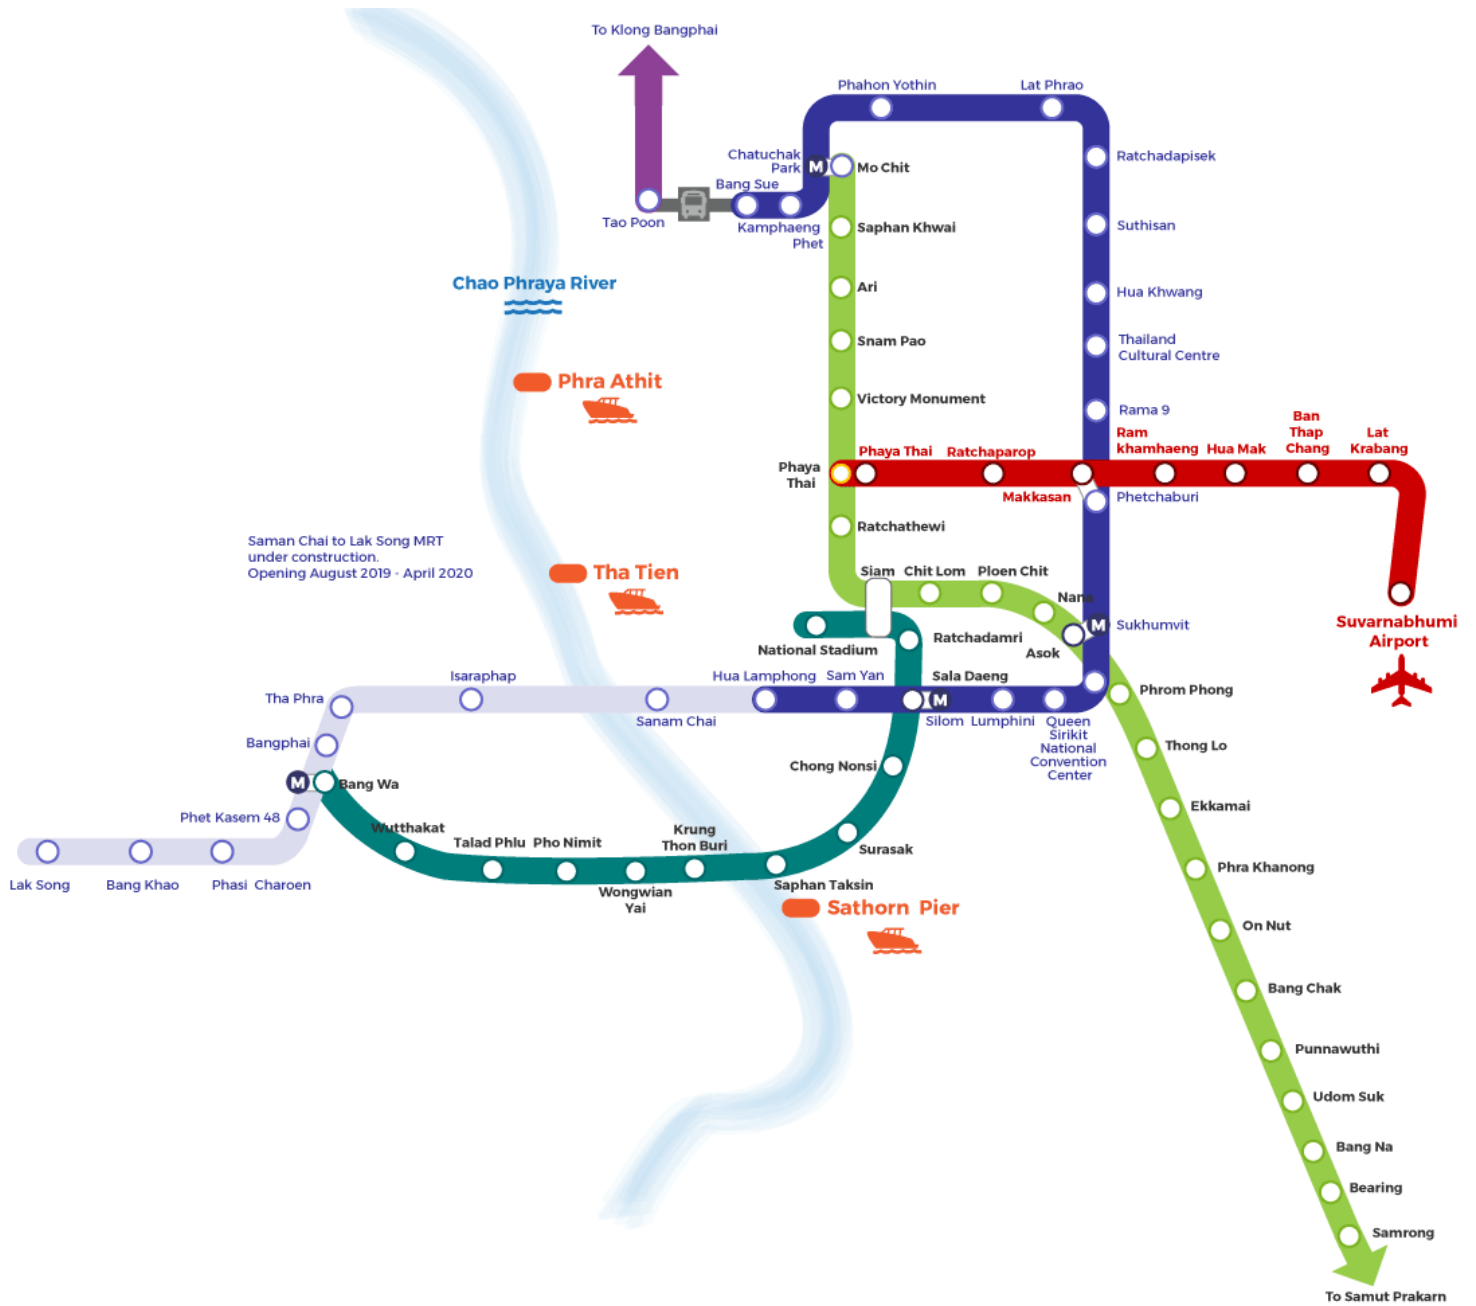 To Klong Bangphai
Phahon Yothin
Lat Phrao
Chatuchak
Park
M
Mo Chit
Ratchadapisek
Bang Sue
Tao Poon
Kamphaeng
Phet
Saphan Khwai
Suthisan
Chao Phraya River
Ari
Hua Khwang
Snam Pao
Thailand
Cultural Centre
Phra Athit
Victory Monument
Rama 9
Ban
Thap
Chang
Ram
khamhaeng
Hua Mak
Lat
Krabang
Phaya
Thai
Phaya Thai
Ratchaparop
Makkasan
Phetchaburi
Ratchathewi
Saman Chai to Lak Song MRT
under construction.
Opening August 2019 - April 2020
Tha Tien
Siam
Chit Lom
Ploen Chit
Nana
M
Sukhumvit
Asok
Suvarnabhumi
Airport
National Stadium
Ratchadamri
Isaraphap
Hua Lamphong
Sam Yan
Sala Daeng
Phrom Phong
Tha Phra
Sanam Chai
M
Silom
Lumphini
Queen
Sirikit
National
Convention
Center
Bangphai
Thong Lo
Chong Nonsi
M
Bang Wa
Ekkamai
Phet Kasem 48
Wutthakat
Talad Phlu
Pho Nimit
Krung
Thon Buri
Surasak
Phra Khanong
Lak Song
Bang Khao
Phasi Charoen
Wongwian
Yai
Saphan Taksin
Sathorn Pier
On Nut
Bang Chak
Punnawuthi
Udom Suk
Bang Na
Bearing
Samrong
To Samut Prakarn